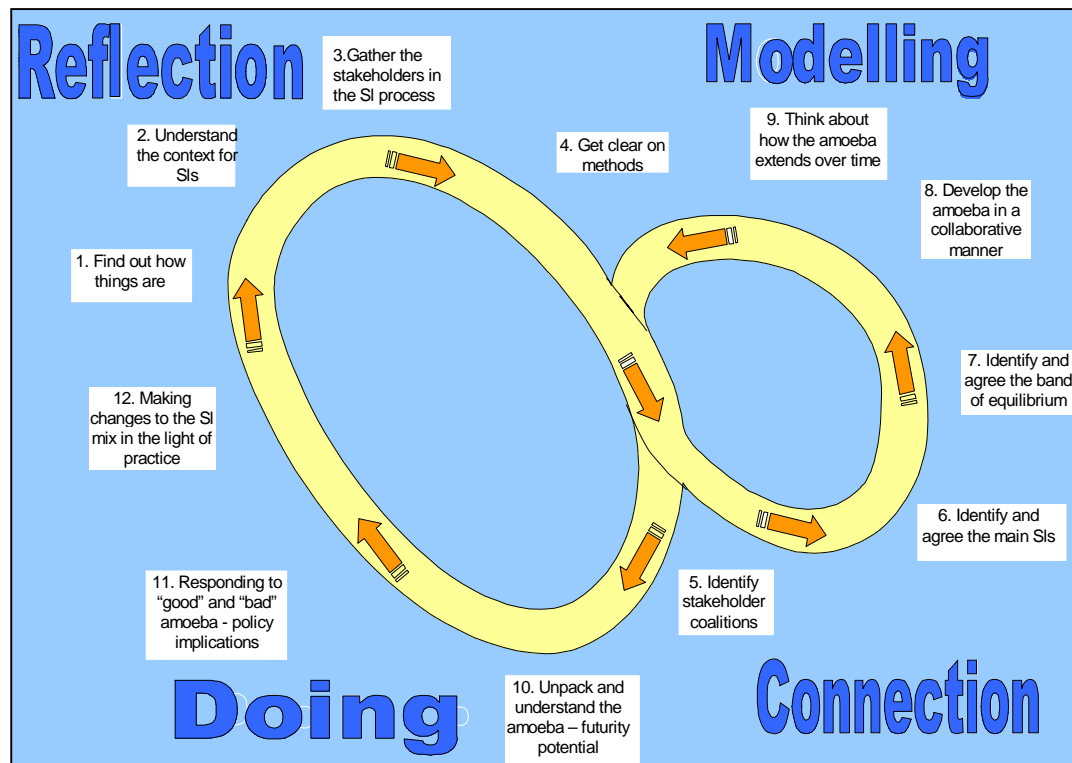 Reflection
Modelling
3.Gather the
stakeholders in
the SI process
9. Think about
how the amoeba
extends over time
2. Understand
the context for
SIs
4. Get clear on
methods
8. Develop the
amoeba in a
collaborative
manner
1. Find out how
things are
7. Identify and
agree the band
of equilibrium
12. Making
changes to the SI
mix in the light of
practice
6. Identify and
agree the main SIs
11. Responding to
“good” and “bad”
amoeba - policy
implications
5. Identify
stakeholder
coalitions
Doing
10. Unpack and
understand the
amoeba – futurity
potential
Connection